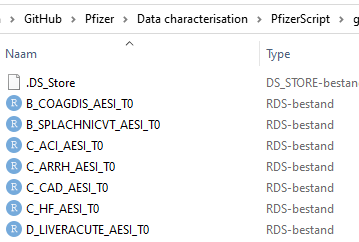 GitHub > Pfizer > Data characterisation > PfizerScript >
Naam Type
.DS_Store DS_STORE-bestand
B_COAGDIS_AESI_T0 RDS-bestand
B_SPLACHNICVT_AESI_T0 RDS-bestand
C_ACI_AESI_T0 RDS-bestand
C_ARRH_AESI_T0 RDS-bestand
C_CAD_AESI_T0 RDS-bestand
C_HF_AESI_T0 RDS-bestand
D_LIVERACUTE_AESI_T0 RDS-bestand